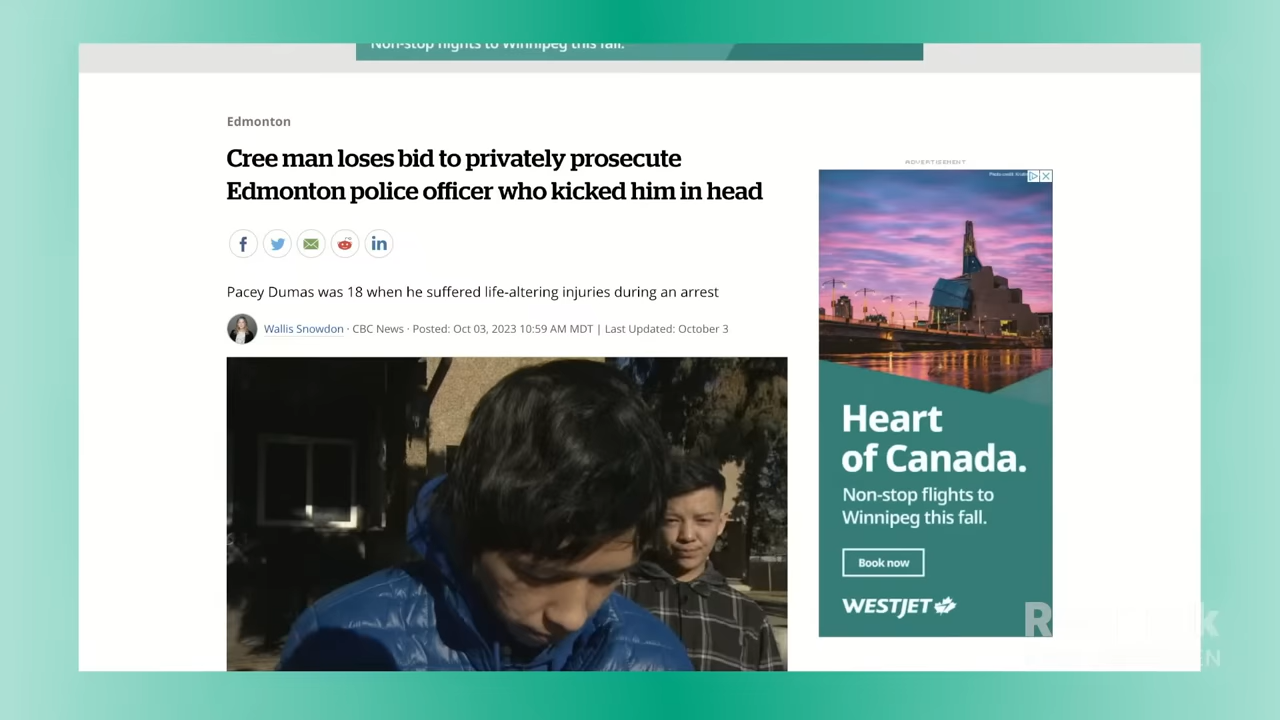 Non-stop flights to Winnipeg this fall.
Edmonton
Cree man loses bid to privately prosecute
Edmonton police officer who kicked him in head
ADVERTISEMENT
Pacey Dumas was 18 when he suffered life-altering injuries during an arrest
Wallis Snowdon · CBC News · Posted: Oct 03, 2023 10:59 AM MDT | Last Updated: October 3
Heart
of Canada.
Non-stop flights to
Winnipeg this fall.
Book now
WESTJET